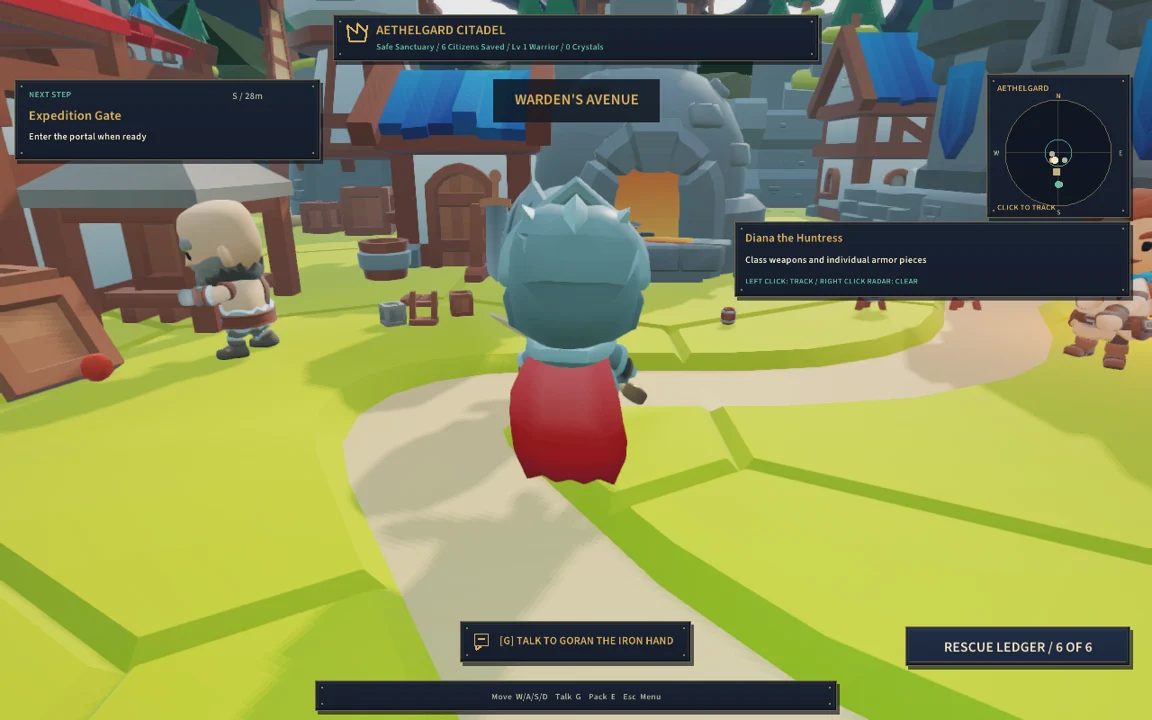 AETHELGARD CITADEL
Safe Sanctuary / 6 Citizens Saved / Lv 1 Warrior / 0 Crystals
NEXT STEP
S / 28m
Expedition Gate
Enter the portal when ready
WARDEN'S AVENUE
AETHELGARD
N
W
E
CLICK TO TRACK
S
Diana the Huntress
Class weapons and individual armor pieces
LEFT CLICK: TRACK / RIGHT CLICK RADAR: CLEAR
[G] TALK TO GORAN THE IRON HAND
RESCUE LEDGER / 6 OF 6
Move W/A/S/D Talk G Pack E Esc Menu